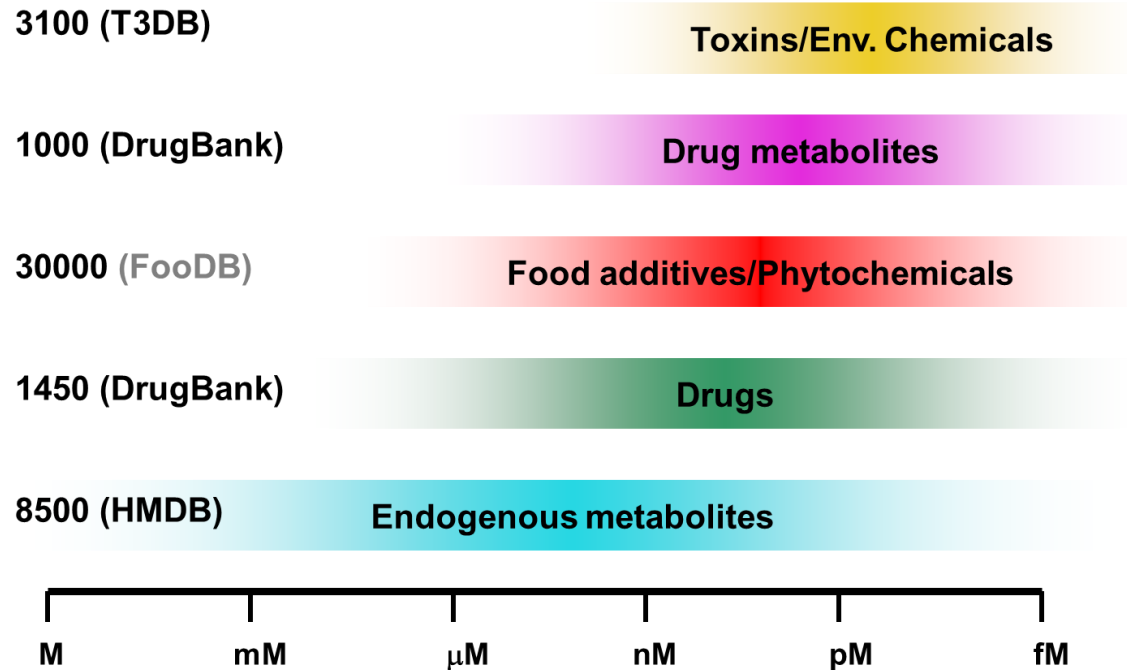 3100 (T3DB)
Toxins/Env. Chemicals
1000 (DrugBank)
Drug metabolites
30000 (FooDB)
Food additives/Phytochemicals
1450 (DrugBank)
Drugs
8500 (HMDB)
Endogenous metabolites
M mM μM nM pM fM